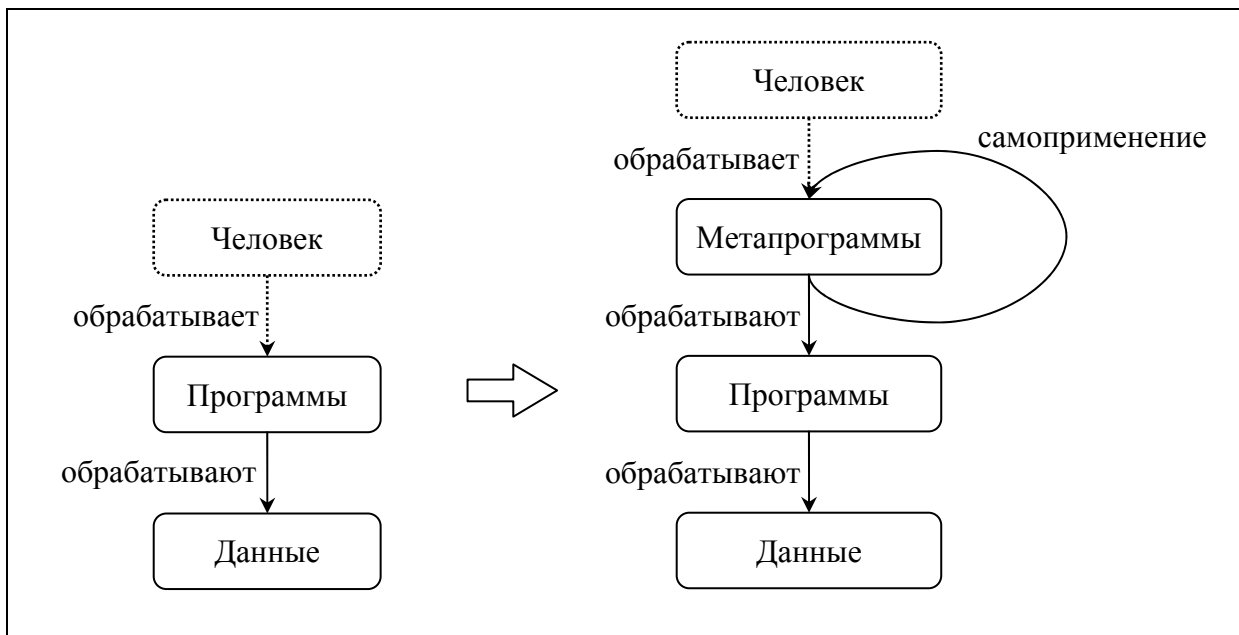 Человек
обрабатывает
Программы
обрабатывают
Данные
Человек
обрабатывает
самоприменение
Метапрограммы
обрабатывают
Программы
обрабатывают
Данные